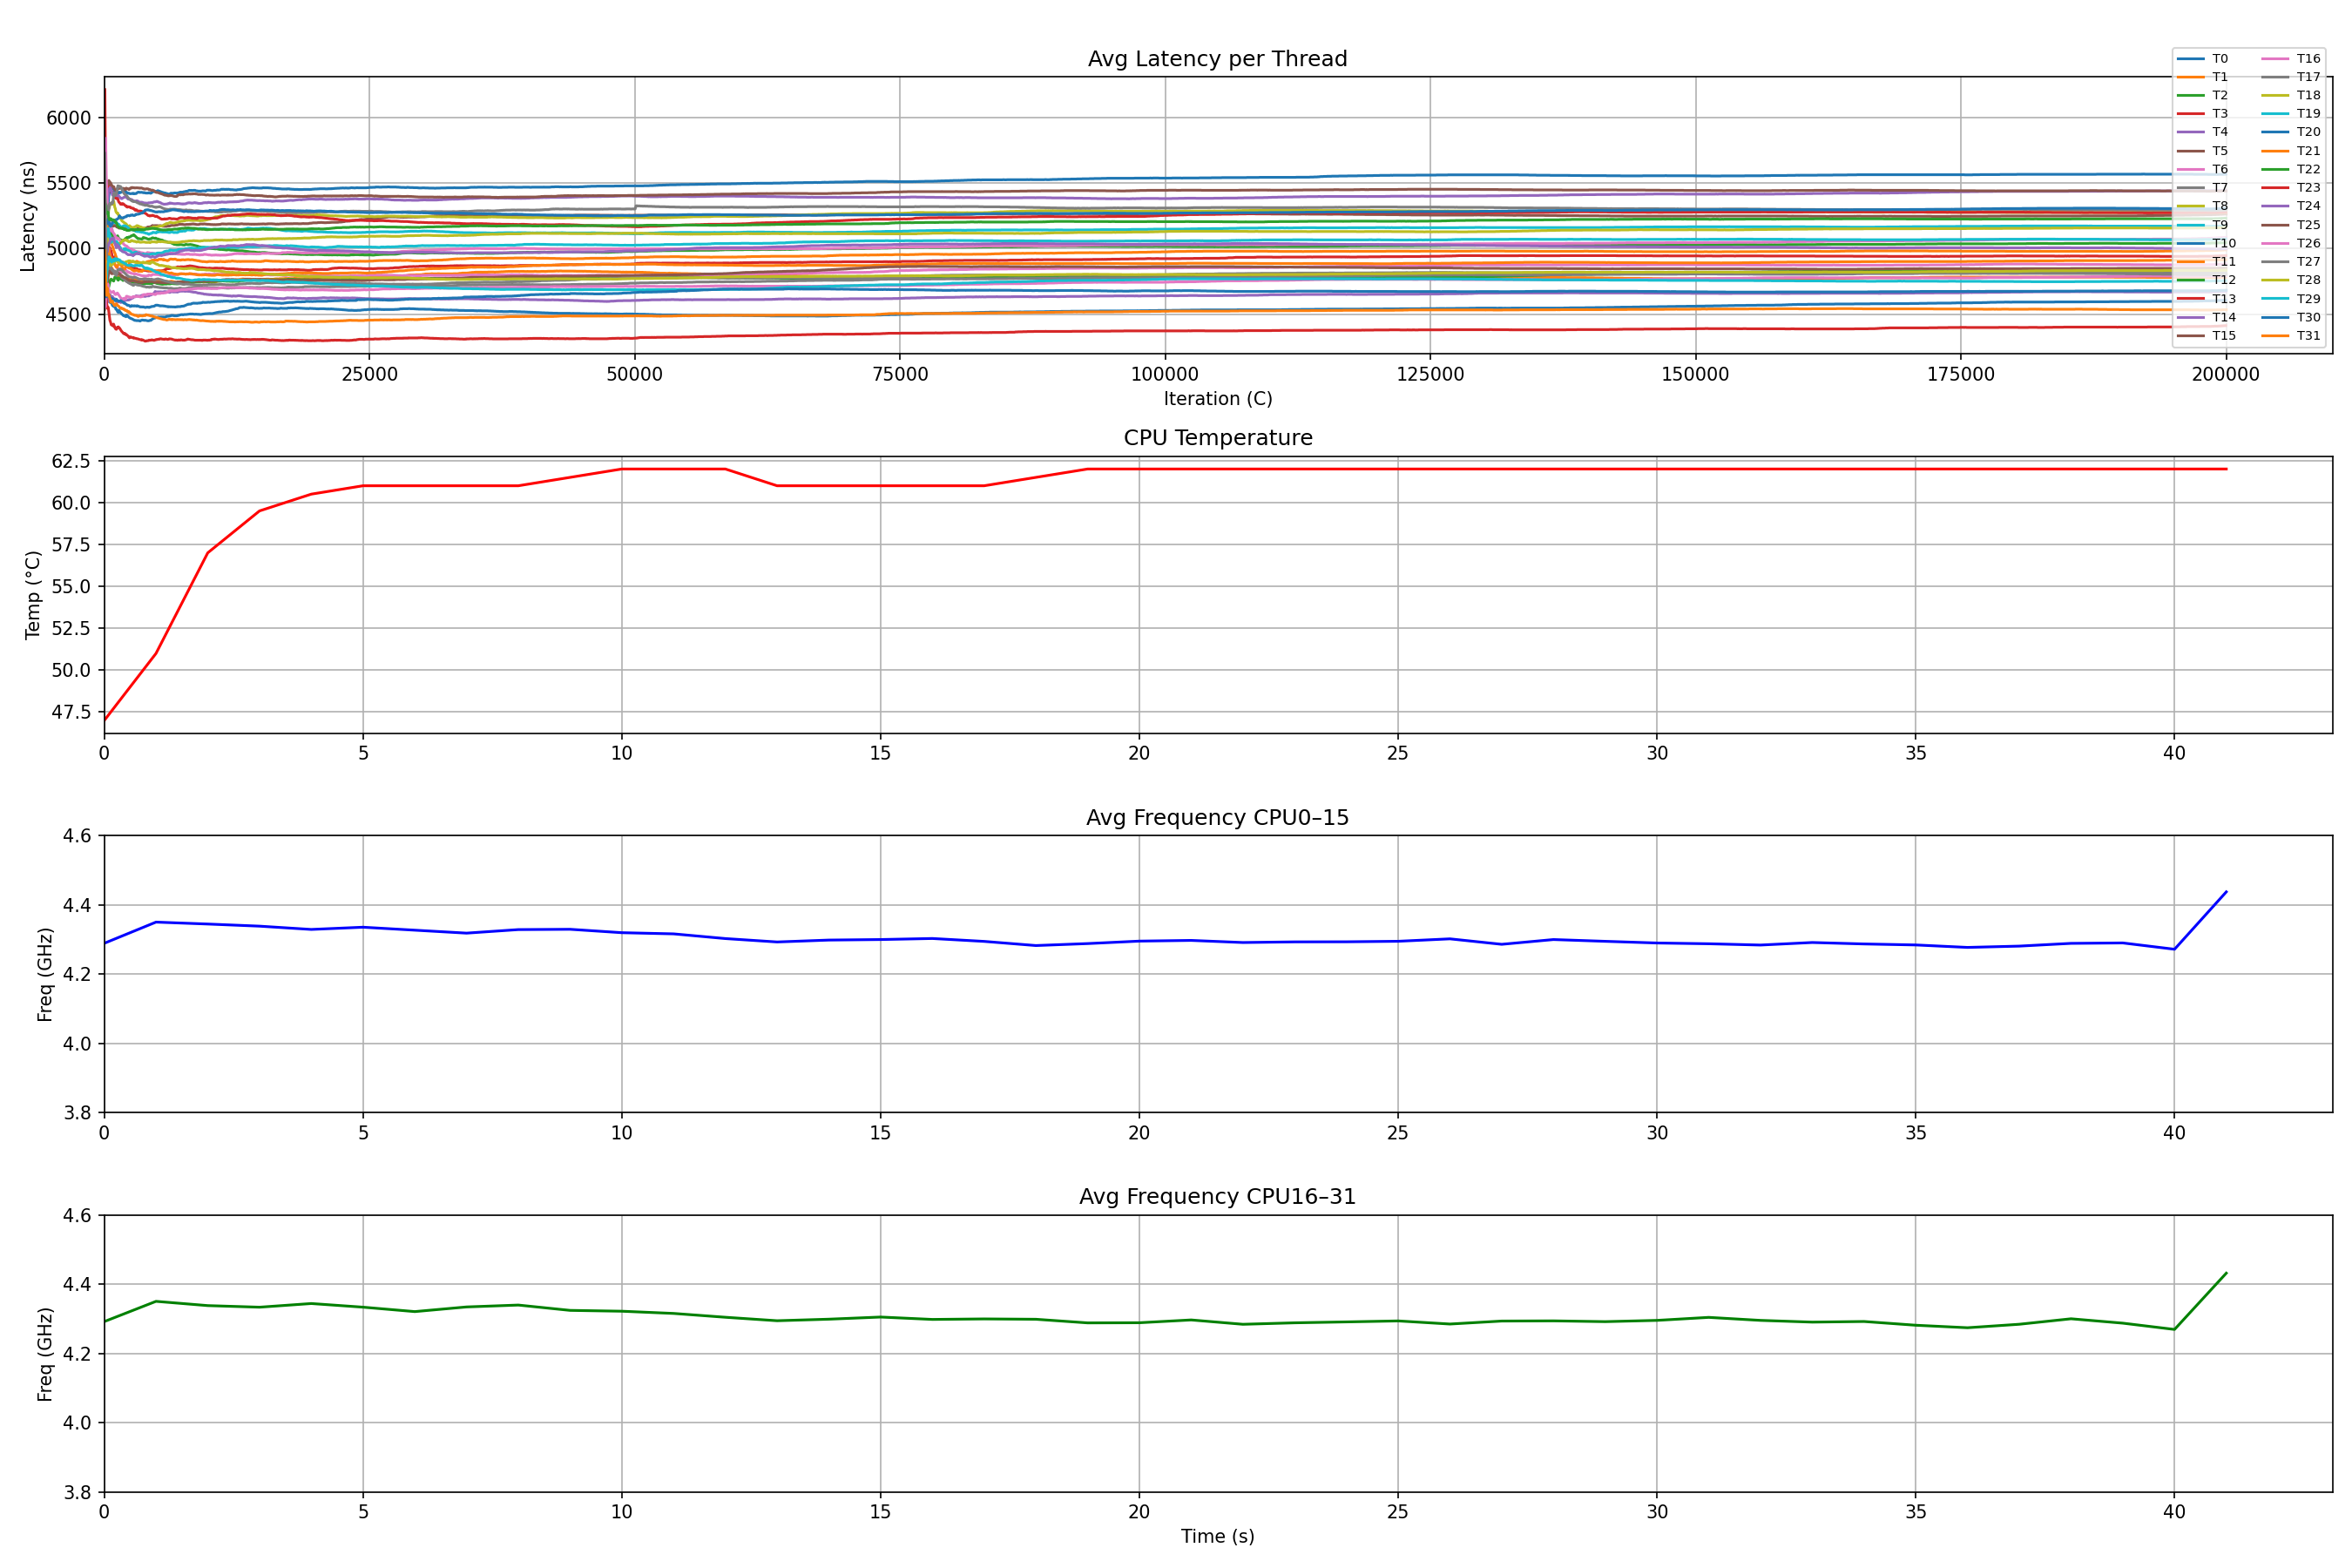 Avg Latency per Thread
Latency (ns)
6000
5500
5000
4500
0 25000 50000 75000 100000 125000 150000 175000 200000
Iteration (C)
T0 T16
T1 T17
T2 T18
T3 T19
T4 T20
T5 T21
T6 T22
T7 T23
T8 T24
T9 T25
T10 T26
T11 T27
T12 T28
T13 T29
T14 T30
T15 T31
CPU Temperature
Temp (°C)
62.5
60.0
57.5
55.0
52.5
50.0
47.5
0 5 10 15 20 25 30 35 40
Avg Frequency CPU0–15
Freq (GHz)
4.6
4.4
4.2
4.0
3.8
0 5 10 15 20 25 30 35 40
Avg Frequency CPU16–31
Freq (GHz)
4.6
4.4
4.2
4.0
3.8
0 5 10 15 20 25 30 35 40
Time (s)